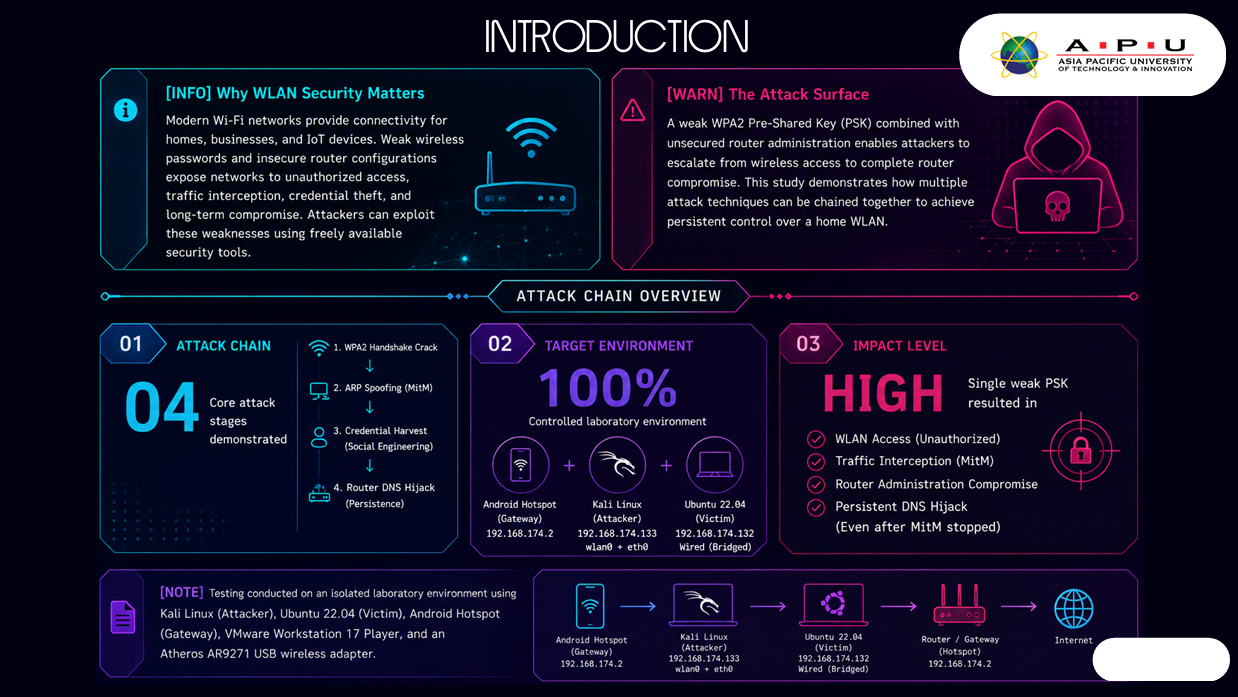 INTRODUCTION
A·P·U
ASIA PACIFIC UNIVERSITY
OF TECHNOLOGY & INNOVATION
[INFO] Why WLAN Security Matters
Modern Wi-Fi networks provide connectivity for
homes, businesses, and IoT devices. Weak wireless
passwords and insecure router configurations
expose networks to unauthorized access,
traffic interception, credential theft, and
long-term compromise. Attackers can exploit
these weaknesses using freely available
security tools.
[WARN] The Attack Surface
A weak WPA2 Pre-Shared Key (PSK) combined with
unsecured router administration enables attackers to
escalate from wireless access to complete router
compromise. This study demonstrates how multiple
attack techniques can be chained together to achieve
persistent control over a home WLAN.
ATTACK CHAIN OVERVIEW
01
ATTACK CHAIN
04
Core attack
stages
demonstrated
1. WPA2 Handshake Crack
2. ARP Spoofing (MitM)
3. Credential Harvest
(Social Engineering)
4. Router DNS Hijack
(Persistence)
02
TARGET ENVIRONMENT
100%
Controlled laboratory environment
+
+
Android Hotspot
(Gateway)
192.168.174.2
Kali Linux
(Attacker)
192.168.174.133
wlan0 + eth0
Ubuntu 22.04
(Victim)
192.168.174.132
Wired (Bridged)
03
IMPACT LEVEL
HIGH
Single weak PSK
resulted in
WLAN Access (Unauthorized)
Traffic Interception (MitM)
Router Administration Compromise
Persistent DNS Hijack
(Even after MitM stopped)
[NOTE] Testing conducted on an isolated laboratory environment using
Kali Linux (Attacker), Ubuntu 22.04 (Victim), Android Hotspot
(Gateway), VMware Workstation 17 Player, and an
Atheros AR9271 USB wireless adapter.
Android Hotspot
(Gateway)
192.168.174.2
Kali Linux
(Attacker)
192.168.174.133
wlan0 + eth0
Ubuntu 22.04
(Victim)
192.168.174.132
Wired (Bridged)
Router / Gateway
(Hotspot)
192.168.174.2
Internet